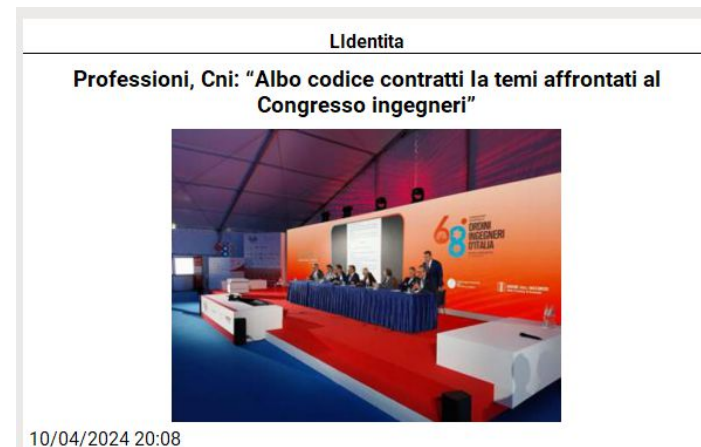 LIdentita
Professioni, Cni: “Albo codice contratti Ia temi affrontati al
Congresso ingegneri”
68°
ORDINI
INGEGNERI
D'ITALIA
10/04/2024 20:08